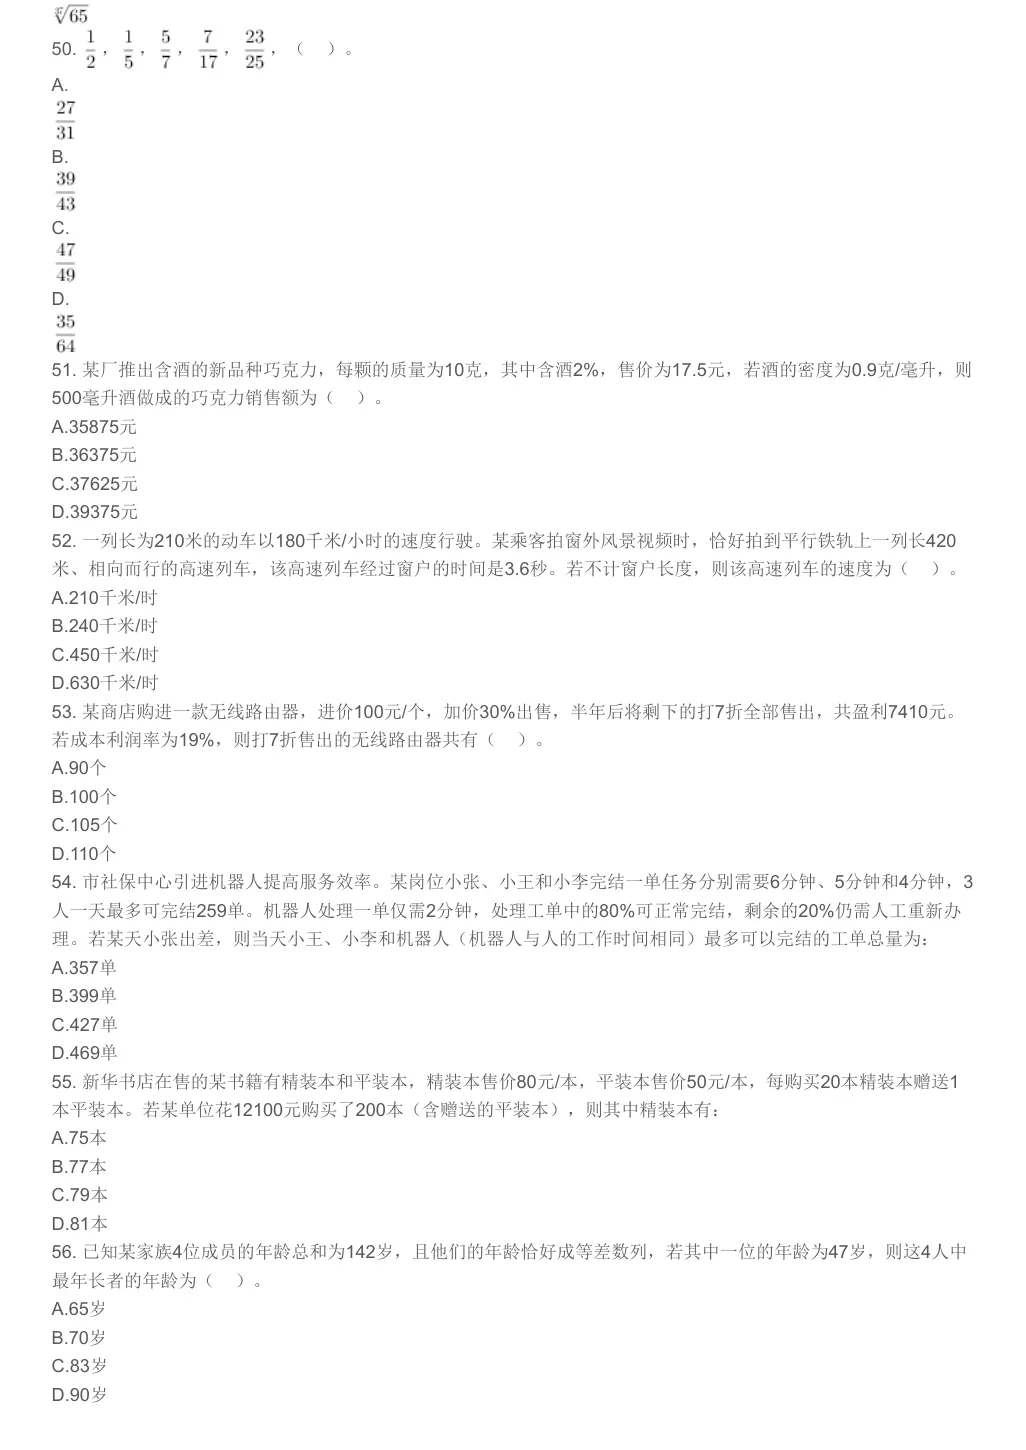 √65
50. 1/2，1/5，5/7，7/17，23/25，（ ）。
A.
27/31
B.
39/43
C.
47/49
D.
35/64
51. 某厂推出含酒的新品种巧克力，每颗的质量为10克，其中含酒2%，售价为17.5元，若酒的密度为0.9克/毫升，则
500毫升酒做成的巧克力销售额为（ ）。
A.35875元
B.36375元
C.37625元
D.39375元
52. 一列长为210米的动车以180千米/小时的速度行驶。某乘客拍窗外风景视频时，恰好拍到平行铁轨上一列长420
米、相向而行的高速列车，该高速列车经过窗户的时间是3.6秒。若不计窗户长度，则该高速列车的速度为（ ）。
A.210千米/时
B.240千米/时
C.450千米/时
D.630千米/时
53. 某商店购进一款无线路由器，进价100元/个，加价30%出售，半年后将剩下的打7折全部售出，共盈利7410元。
若成本利润率为19%，则打7折售出的无线路由器共有（ ）。
A.90个
B.100个
C.105个
D.110个
54. 市社保中心引进机器人提高服务效率。某岗位小张、小王和小李完结一单任务分别需要6分钟、5分钟和4分钟，3
人一天最多可完结259单。机器人处理一单仅需2分钟，处理工单中的80%可正常完结，剩余的20%仍需人工重新办
理。若某天小张出差，则当天小王、小李和机器人（机器人与人的工作时间相同）最多可以完结的工单总量为：
A.357单
B.399单
C.427单
D.469单
55. 新华书店在售的某书籍有精装本和平装本，精装本售价80元/本，平装本售价50元/本，每购买20本精装本赠送1
本平装本。若某单位花12100元购买了200本（含赠送的平装本），则其中精装本有：
A.75本
B.77本
C.79本
D.81本
56. 已知某家族4位成员的年龄总和为142岁，且他们的年龄恰好成等差数列，若其中一位的年龄为47岁，则这4人中
最年长者的年龄为（ ）。
A.65岁
B.70岁
C.83岁
D.90岁